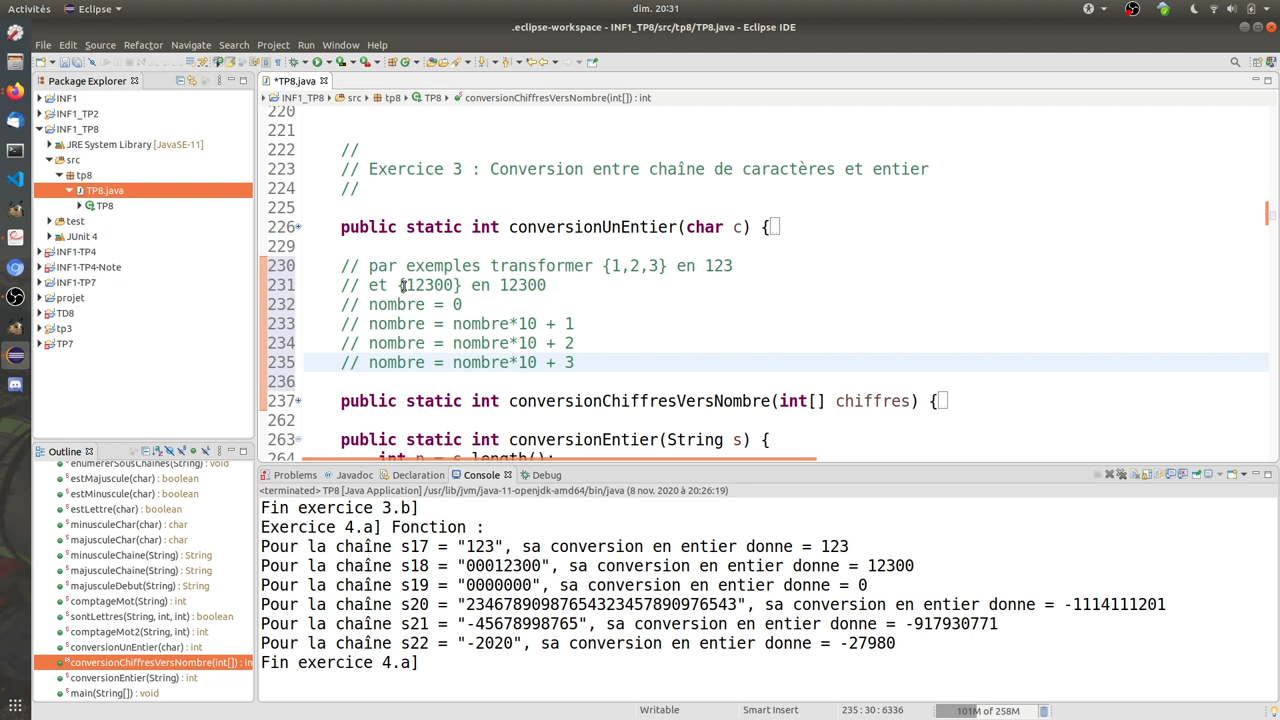 Activités
Eclipse
dim. 20:31
.eclipse-workspace - INF1_TP8/src/tp8/TP8.java - Eclipse IDE
File Edit Source Refactor Navigate Search Project Run Window Help
Package Explorer
*TP8.java
INF1_TP8 src tp8 TP8 conversionChiffresVersNombre(int[]): int
INF1
INF1_TP2
INF1_TP8
JRE System Library [JavaSE-11]
src
tp8
TP8.java
TP8
test
JUnit 4
INF1-TP4
INF1-TP4-Note
INF1-TP7
projet
TD8
tp3
TP7
220
221
222 //
223 // Exercice 3 : Conversion entre chaîne de caractères et entier
224 //
225
226 public static int conversionUnEntier(char c) {
229
230 // par exemples transformer {1,2,3} en 123
231 // et {12300} en 12300
232 // nombre = 0
233 // nombre = nombre*10 + 1
234 // nombre = nombre*10 + 2
235 // nombre = nombre*10 + 3
236
237 public static int conversionChiffresVersNombre(int[] chiffres) {
262
263 public static int conversionEntier(String s) {
264 int n = s.length();
Outline
enumererSousChaines(String) : void
estMajuscule(char) : boolean
estMinuscule(char) : boolean
estLettre(char) : boolean
minusculeChar(char) : char
majusculeChar(char) : char
minusculeChaine(String) : String
majusculeChaine(String) : String
majusculeDebut(String) : String
comptageMot(String) : int
sontLettres(String, int, int) : boolean
comptageMot2(String, int) : int
conversionUnEntier(char) : int
conversionChiffresVersNombre(int[]) : in
conversionEntier(String) : int
main(String[]) : void
Problems Javadoc Declaration Console Debug
<terminated> TP8 [Java Application] /usr/lib/jvm/java-11-openjdk-amd64/bin/java (8 nov. 2020 à 20:26:19)
Fin exercice 3.b]
Exercice 4.a] Fonction :
Pour la chaîne s17 = "123", sa conversion en entier donne = 123
Pour la chaîne s18 = "00012300", sa conversion en entier donne = 12300
Pour la chaîne s19 = "0000000", sa conversion en entier donne = 0
Pour la chaîne s20 = "234678909876543234578909​76543", sa conversion en entier donne = -1114111201
Pour la chaîne s21 = "-45678998765", sa conversion en entier donne = -917930771
Pour la chaîne s22 = "-2020", sa conversion en entier donne = -27980
Fin exercice 4.a]
Writable Smart Insert 235 : 30 : 6336 101M of 258M